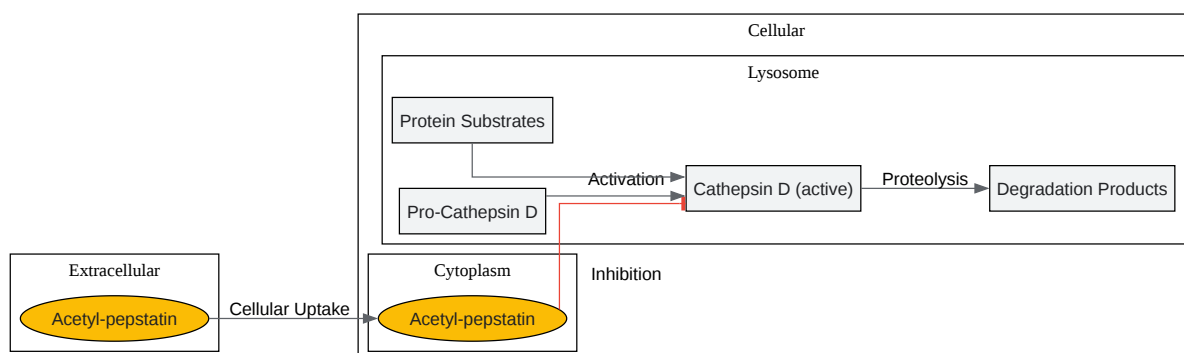 Cellular
Lysosome
Protein Substrates
Activation
Cathepsin D (active)
Proteolysis
Degradation Products
Pro-Cathepsin D
Extracellular
Cytoplasm
Inhibition
Acetyl-pepstatin
Cellular Uptake
Acetyl-pepstatin